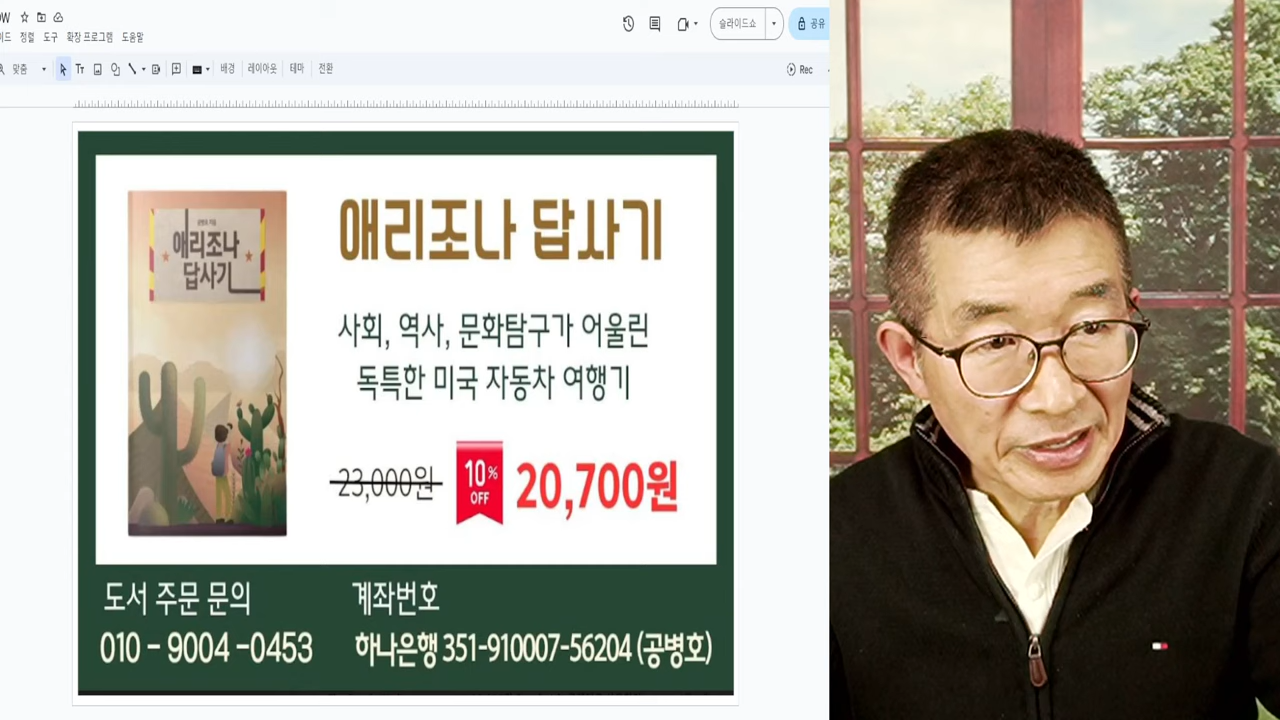 슬라이드쇼
공유
정렬 도구 확장 프로그램 도움말
맞춤 Tт 배경 레이아웃 테마 전환
Rec
애리조나
답사기
애리조나 답사기
사회, 역사, 문화탐구가 어울린
독특한 미국 자동차 여행기
23,000원 10% OFF 20,700원
도서 주문 문의 계좌번호
010 - 9004 -0453 하나은행 351-910007-56204 (공병호)